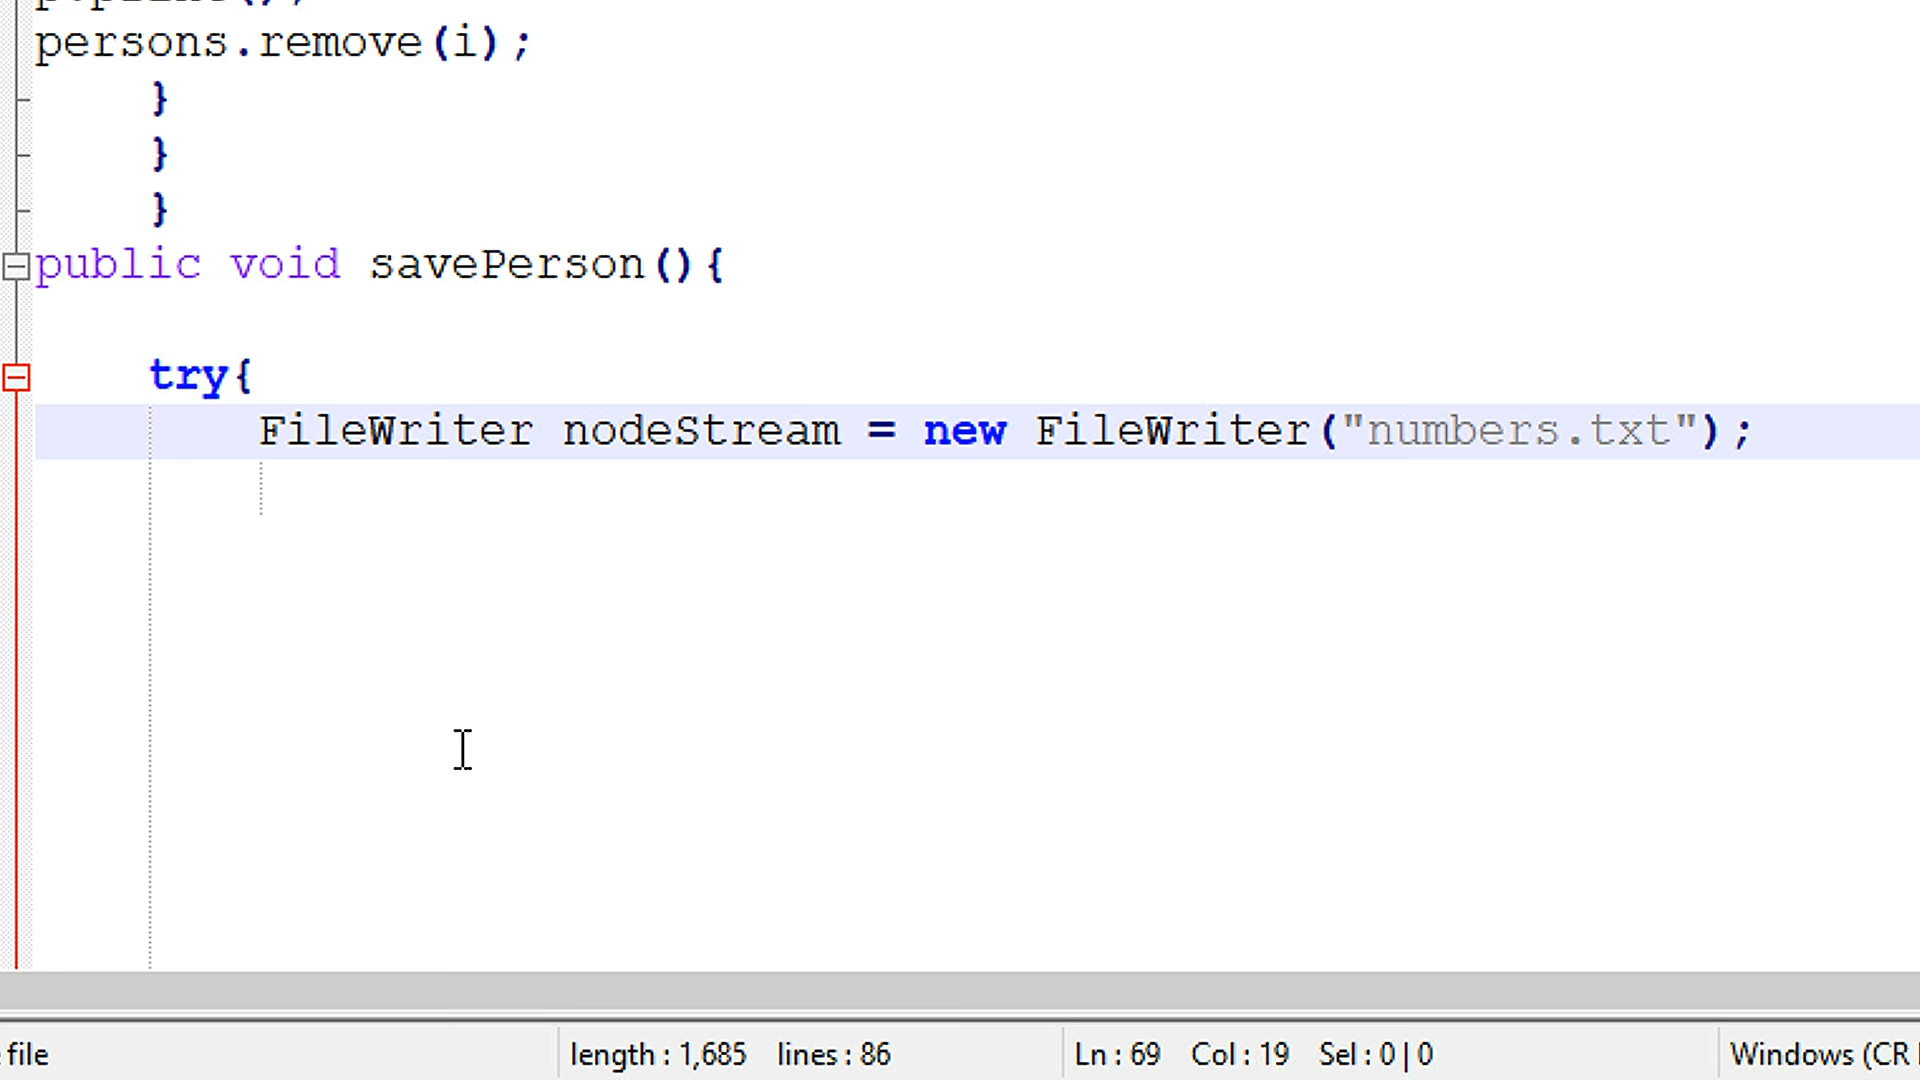 persons.remove(i);
}
}
}
public void savePerson(){
try{
FileWriter nodeStream = new FileWriter("numbers.txt");
file length : 1,685 lines : 86 Ln : 69 Col : 19 Sel : 0 | 0 Windows (CR